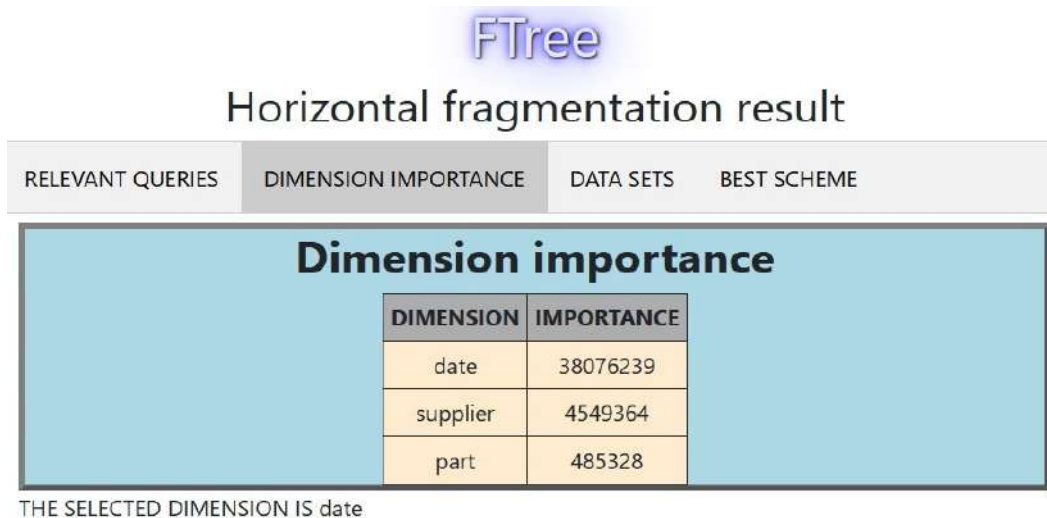 FTree
Horizontal fragmentation result
RELEVANT QUERIES DIMENSION IMPORTANCE DATA SETS BEST SCHEME
Dimension importance
DIMENSION IMPORTANCE
date 38076239
supplier 4549364
part 485328
THE SELECTED DIMENSION IS date